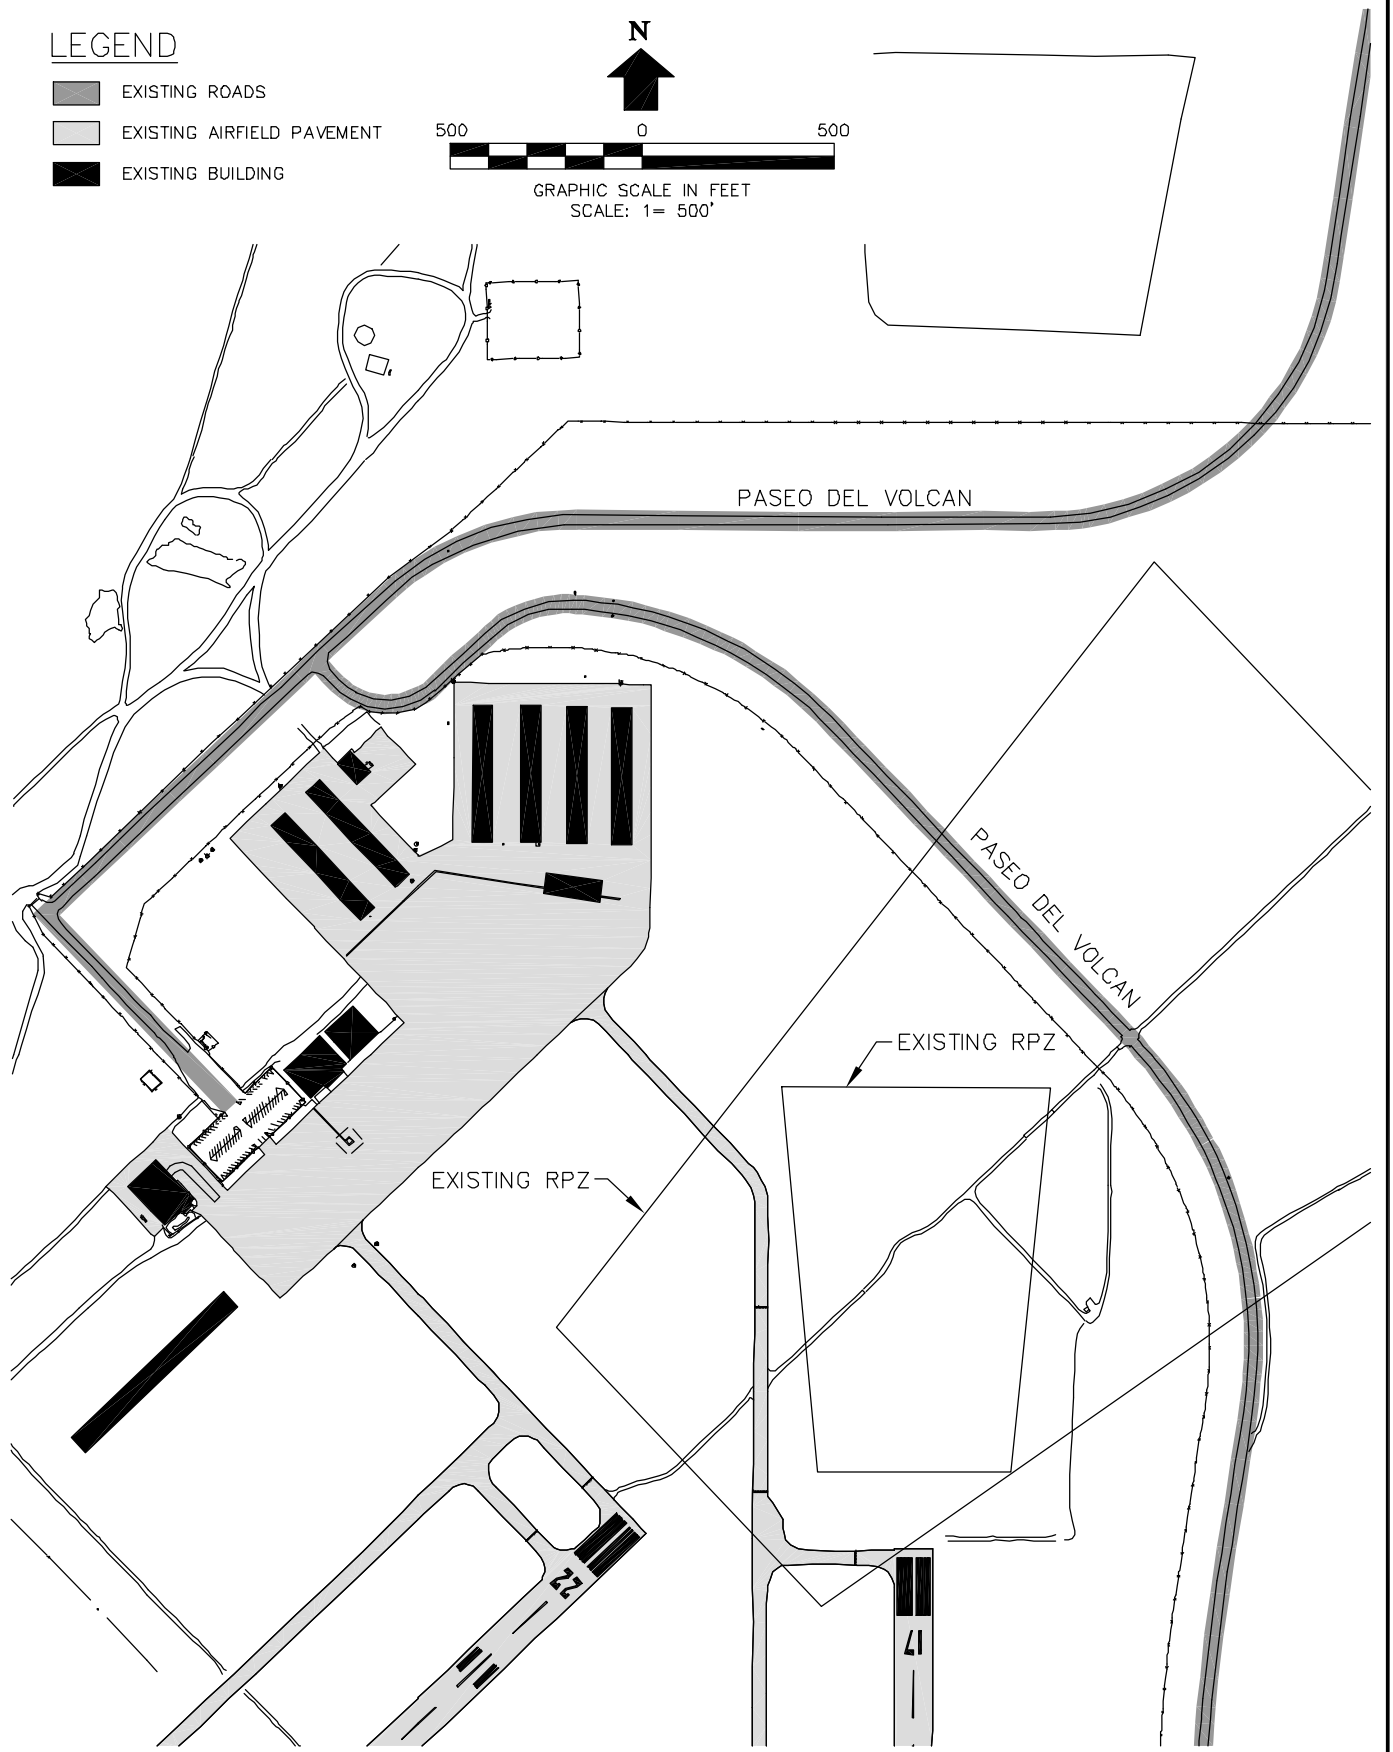 LEGEND
EXISTING ROADS
EXISTING AIRFIELD PAVEMENT
EXISTING BUILDING
N
500 0 500
GRAPHIC SCALE IN FEET
SCALE: 1= 500'
PASEO DEL VOLCAN
PASEO DEL VOLCAN
EXISTING RPZ
EXISTING RPZ
22
17